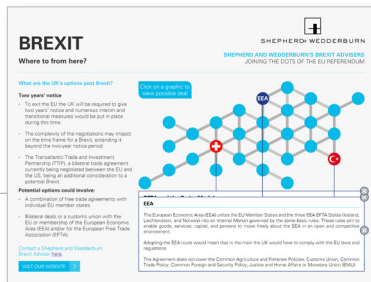 BREXIT
Where to from here?
SHEPHERD+ WEDDERBURN
SHEPHERD AND WEDDERBURN'S BREXIT ADVISERS
JOINING THE DOTS OF THE EU REFERENDUM
What are the UK's options post Brexit?
Two years' notice
- To exit the EU the UK will be required to give
two years' notice and numerous interim and
transitional measures would be put in place
during this time.
- The complexity of the negotiations may impact
on the time frame for a Brexit, extending it
beyond the two-year notice period.
- The Transatlantic Trade and Investment
Partnership (TTIP), a bilateral trade agreement
currently being negotiated between the EU and
the US, being an additional consideration to a
potential Brexit.
Potential options could involve:
- A combination of free trade agreements with
individual EU member states.
- Bilateral deals or a customs union with the
EU or membership of the European Economic
Area (EEA) and/or for the European Free Trade
Association (EFTA).
Contact a Shepherd and Wedderburn
Brexit Advisor here.
VISIT OUR WEBSITE
Click on a graphic to
view possible deal
EEA
EEA
The European Economic Area (EEA) unites the EU Member States and the three EEA EFTA States (Iceland,
Liechtenstein, and Norway) into an Internal Market governed by the same basic rules. These rules aim to
enable goods, services, capital, and persons to move freely about the EEA in an open and competitive
environment.
Adopting the EEA route would mean that in the main the UK would have to comply with the EU laws and
regulations.
The Agreement does not cover the Common Agriculture and Fisheries Policies, Customs Union, Common
Trade Policy, Common Foreign and Security Policy, Justice and Home Affairs or Monetary Union (EMU).